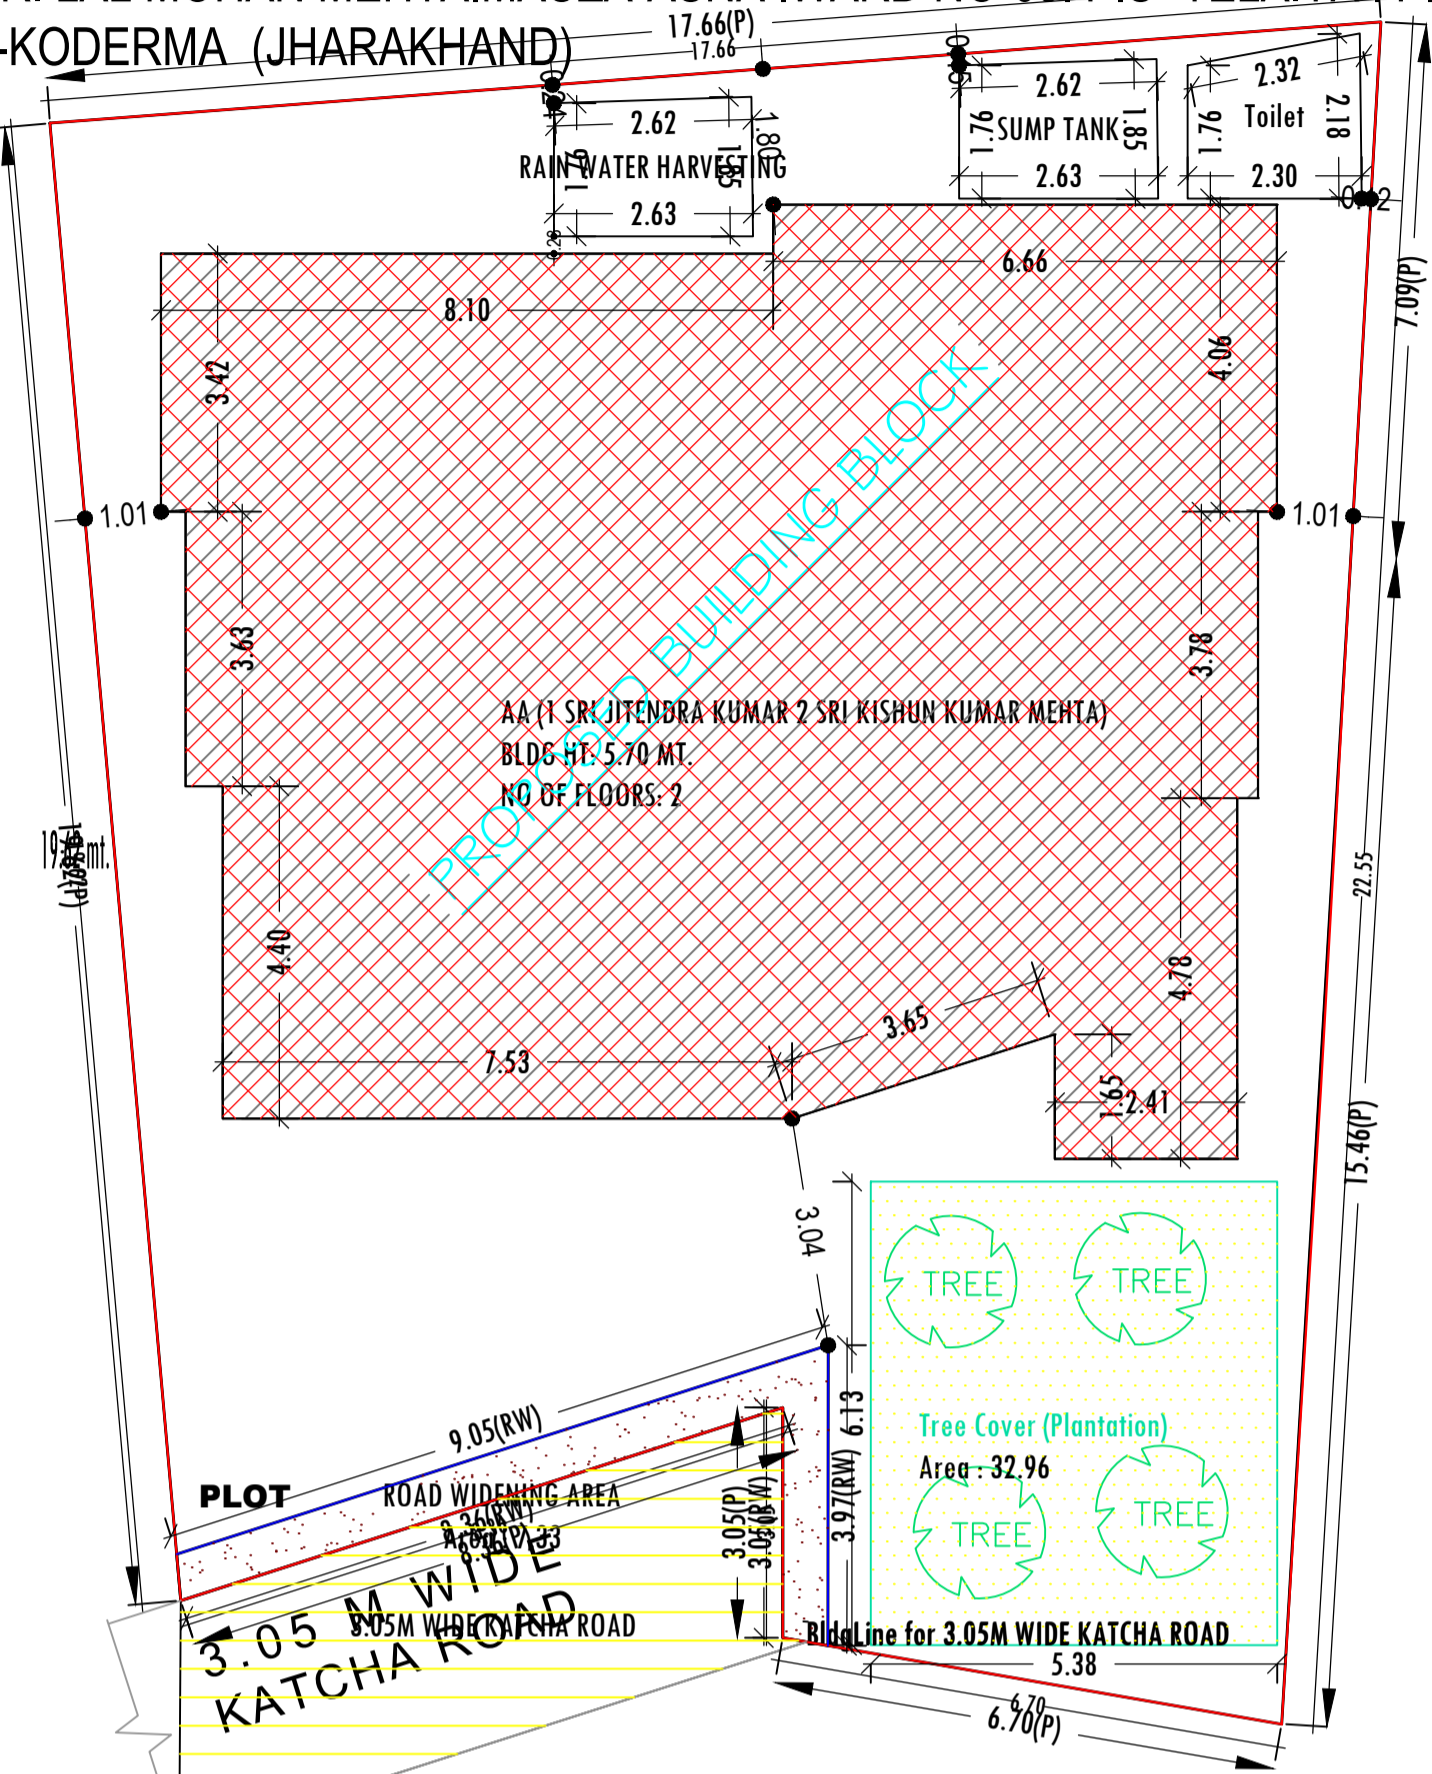 -KODERMA (JHARAKHAND)
17.66(P)
17.66
2.62
1.80
1.76
1.85
RAIN WATER HARVESTING
2.63
0.28
2.62
1.76
SUMP TANK
1.85
2.63
2.32
Toilet
1.76
2.18
2.30
7.09(P)
6.66
8.10
3.42
4.06
1.01
1.01
3.63
3.78
PROPOSED BUILDING BLOCK
AA (1 SRI JITENDRA KUMAR 2 SRI KISHUN KUMAR MEHTA)
BLDG HT: 5.70 MT.
NO OF FLOORS: 2
22.55
4.40
4.78
3.65
7.53
1.65
2.41
15.46(P)
3.04
TREE
TREE
6.13
9.05(RW)
Tree Cover (Plantation)
Area : 32.96
PLOT
ROAD WIDENING AREA
3.05(P)
3.97(RW)
TREE
TREE
3.05 M WIDE
KATCHA ROAD
3.05M WIDE KATCHA ROAD
BldgLine for 3.05M WIDE KATCHA ROAD
5.38
6.70
6.70(P)